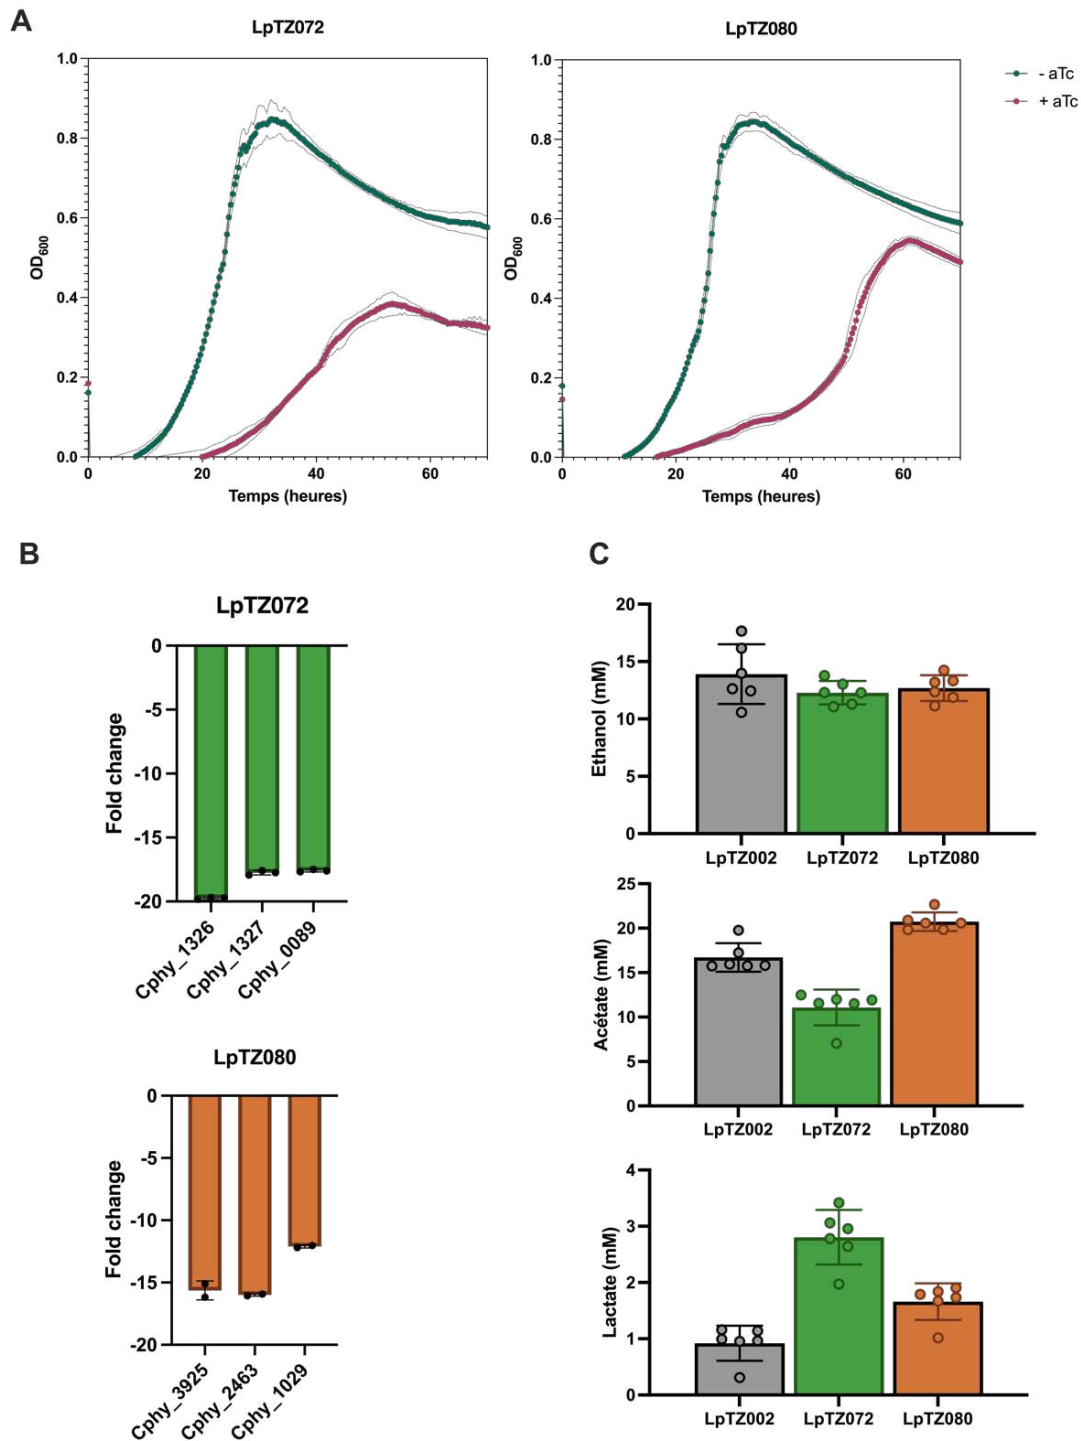 A
LpTZ072
LpTZ080
- aTc
+ aTc
1.0
0.8
0.6
0.4
0.2
0.0
OD600
0
20
40
60
Temps (heures)
1.0
0.8
0.6
0.4
0.2
0.0
OD600
0
20
40
60
Temps (heures)
B
LpTZ072
0
-5
-10
-15
-20
Fold change
Cphy_1326
Cphy_1327
Cphy_0089
LpTZ080
0
-5
-10
-15
-20
Fold change
Cphy_3925
Cphy_2463
Cphy_1029
C
20
15
10
5
0
Ethanol (mM)
LpTZ002
LpTZ072
LpTZ080
25
20
15
10
5
0
Acétate (mM)
LpTZ002
LpTZ072
LpTZ080
4
3
2
1
0
Lactate (mM)
LpTZ002
LpTZ072
LpTZ080